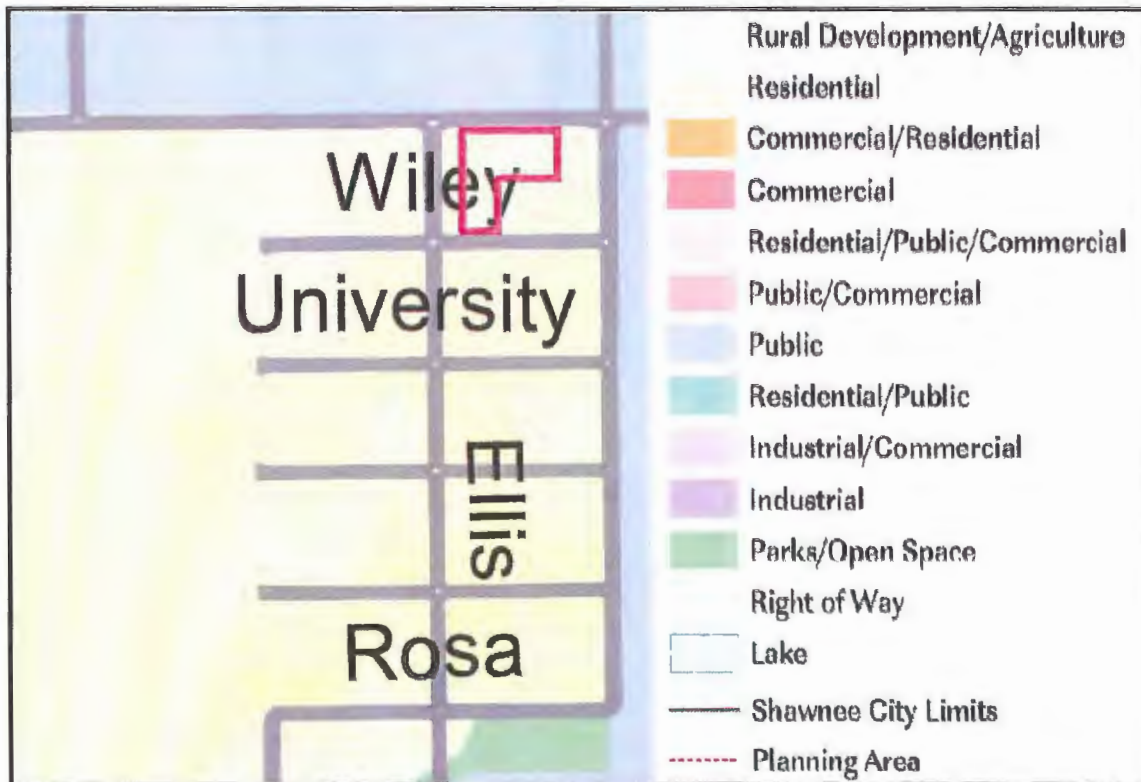 Wiley
University
Ellis
Rosa
Rural Development/Agriculture
Residential
Commercial/Residential
Commercial
Residential/Public/Commercial
Public/Commercial
Public
Residential/Public
Industrial/Commercial
Industrial
Parks/Open Space
Right of Way
Lake
Shawnee City Limits
Planning Area